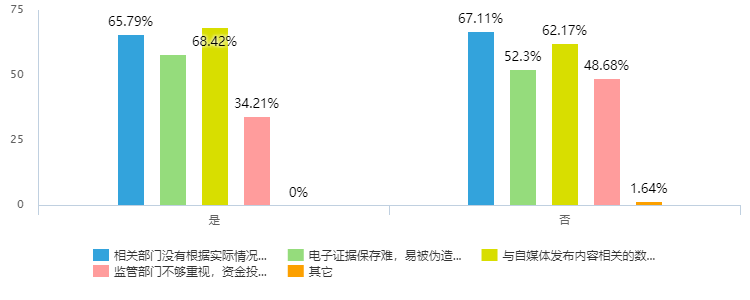 75
65.79%
67.11%
68.42%
62.17%
52.3%
50
48.68%
34.21%
25
0%
1.64%
0
是
否
相关部门没有根据实际情况...
电子证据保存难，易被伪造...
与自媒体发布内容相关的数...
监管部门不够重视，资金投...
其它